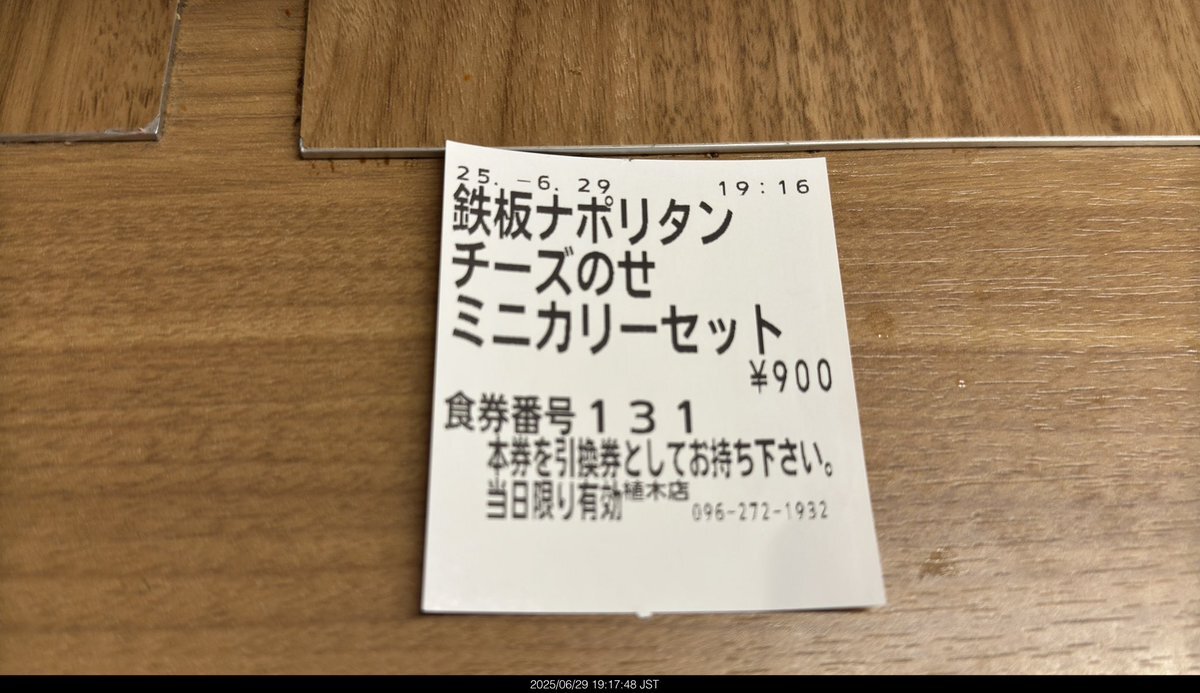 25.－6.29 19:16
鉄板ナポリタン
チーズのせ
ミニカリーセット
¥900
食券番号１３１
本券を引換券としてお持ち下さい。
当日限り有効 植木店 096-272-1932
2025/06/29 19:17:48 JST